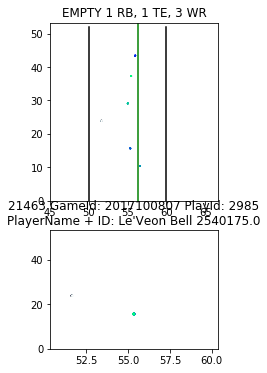 EMPTY 1 RB, 1 TE, 3 WR
50
40
30
20
10
0
45 50 55 60 65
21463 GameId: 2017100807 PlayId: 2985
PlayerName + ID: Le'Veon Bell 2540175.0
40
20
0
52.5 55.0 57.5 60.0